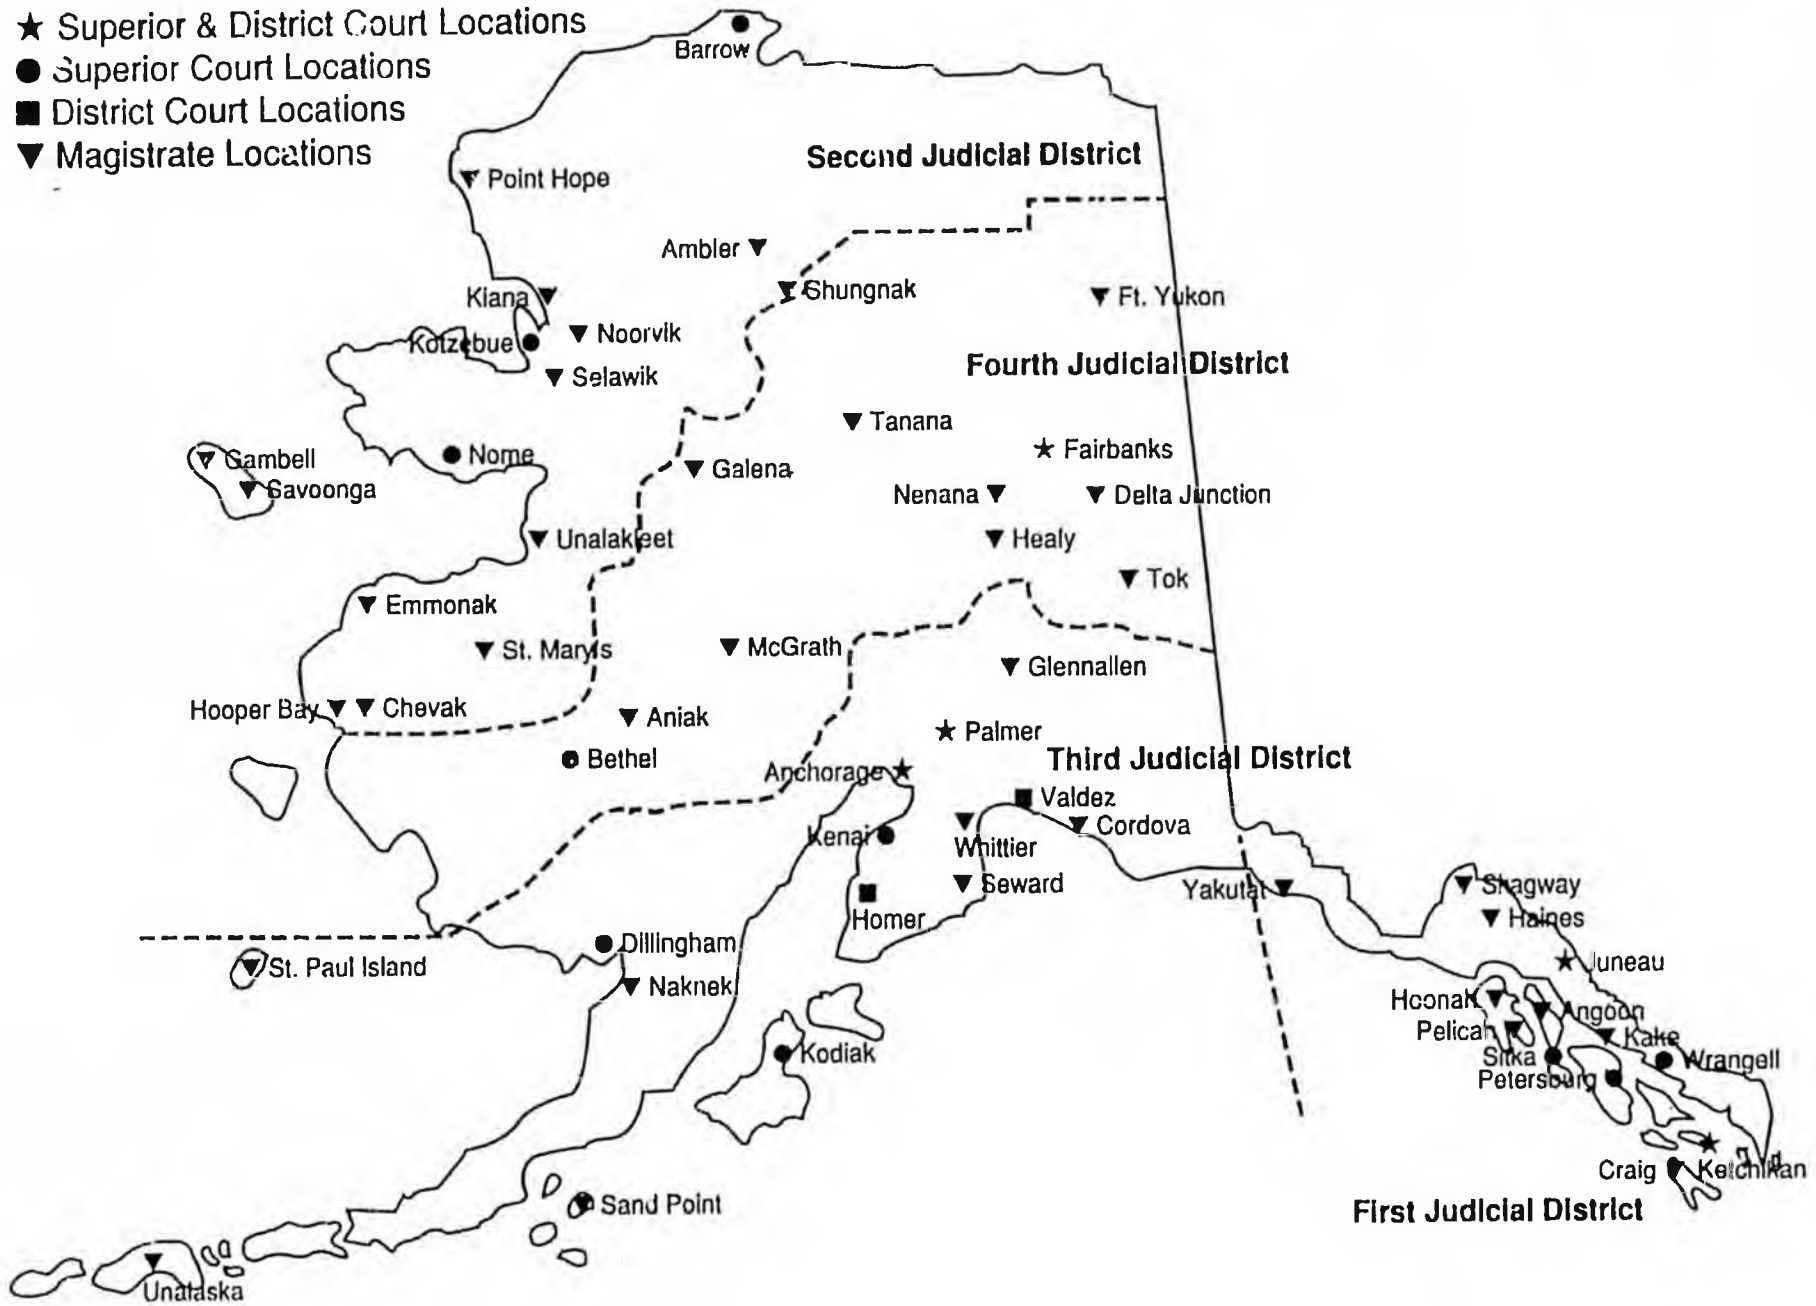 ★ Superior & District Court Locations
● Superior Court Locations
■ District Court Locations
▼ Magistrate Locations
Barrow
Second Judicial District
Point Hope
Ambler
Shungnak
Kiana
Ft. Yukon
Noorvik
Kotzebue
Fourth Judicial District
Selawik
Tanana
Fairbanks
Nome
Gambell
Galena
Savoonga
Nenana
Delta Junction
Unalakleet
Healy
Tok
Emmonak
St. Mary's
McGrath
Glennallen
Hooper Bay
Chevak
Aniak
Palmer
Bethel
Third Judicial District
Anchorage
Valdez
Cordova
Kenai
Whittier
Seward
Yakutat
Skagway
Homer
Haines
Dillingham
Juneau
St. Paul Island
Naknek
Hoonah
Angoon
Pelican
Kake
Kodiak
Sitka
Wrangell
Petersburg
Craig
Ketchikan
Sand Point
First Judicial District
Unalaska